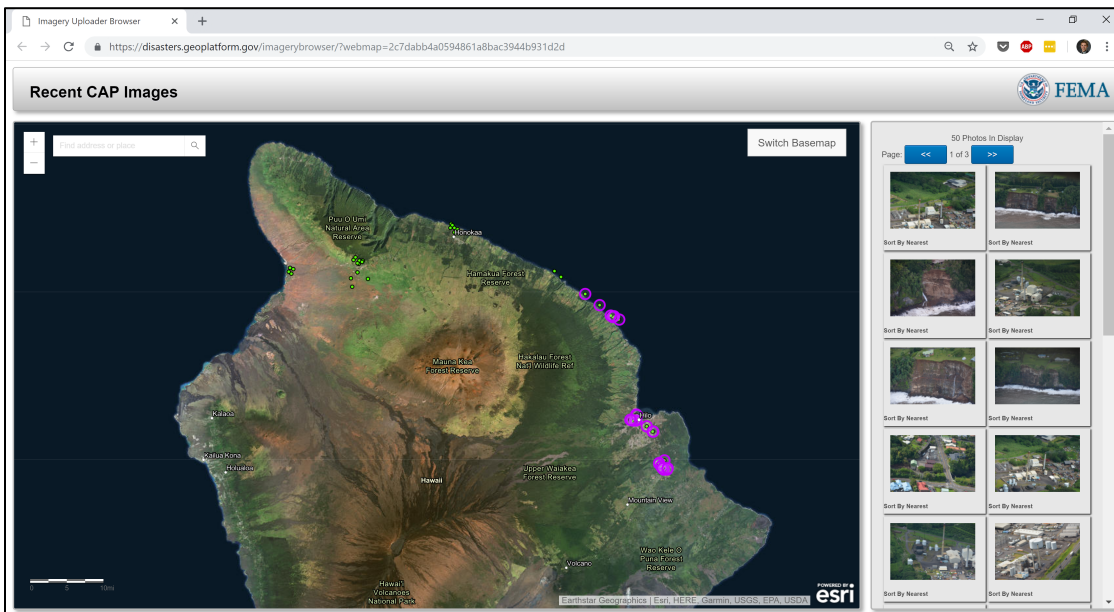 Imagery Uploader Browser
https://disasters.geoplatform.gov/imagerybrowser/?webmap=2c7dabb4a0594861a8bac3944b931d2d
ABP
Recent CAP Images
FEMA
+
−
Find address or place
Switch Basemap
50 Photos In Display
Page: << 1 of 3 >>
Puu O Umi
Natural Area
Reserve
Honokaa
Hamakua Forest
Reserve
Mauna Kea
Forest Reserve
Hakalau Forest
Natl Wildlife Ref
Kalaoa
Hilo
Kailua Kona
Holualoa
Hawaii
Upper Waiakea
Forest Reserve
Mountain View
Wao Kele O
Puna Forest
Reserve
Volcano
Hawai'i
Volcanoes
National Park
0 5 10mi
Earthstar Geographics | Esri, HERE, Garmin, USGS, EPA, USDA
POWERED BY
esri
Sort By Nearest Sort By Nearest
Sort By Nearest Sort By Nearest
Sort By Nearest Sort By Nearest
Sort By Nearest Sort By Nearest
Sort By Nearest Sort By Nearest